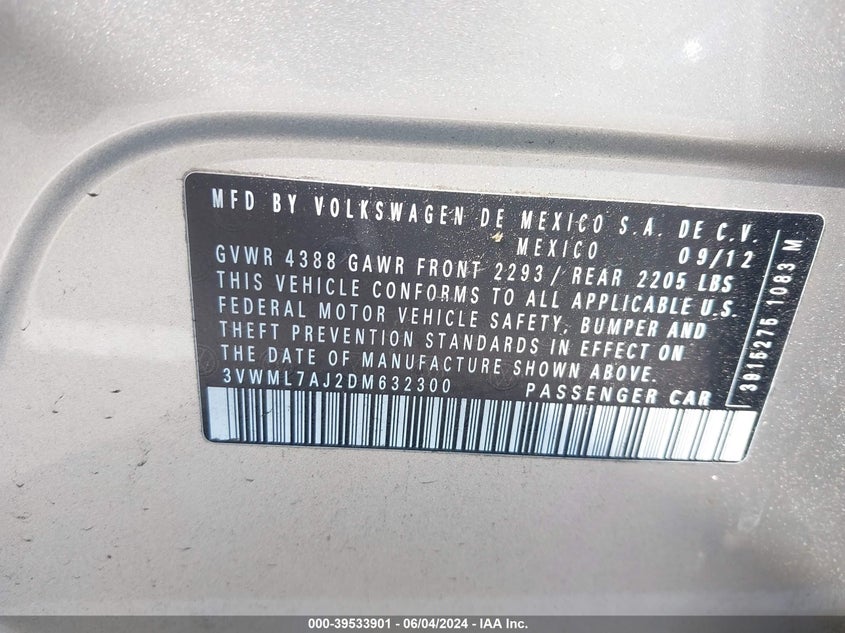 MFD BY VOLKSWAGEN DE MEXICO S.A. DE C.V.
MEXICO 09/12
GVWR 4388 GAWR FRONT 2293/ REAR 2205 LBS
THIS VEHICLE CONFORMS TO ALL APPLICABLE U.S.
FEDERAL MOTOR VEHICLE SAFETY, BUMPER AND
THEFT PREVENTION STANDARDS IN EFFECT ON
THE DATE OF MANUFACTURE SHOWN ABOVE.
3VWML7AJ2DM632300 PASSENGER CAR
3915275 1083 M
000-39533901 - 06/04/2024 - IAA Inc.